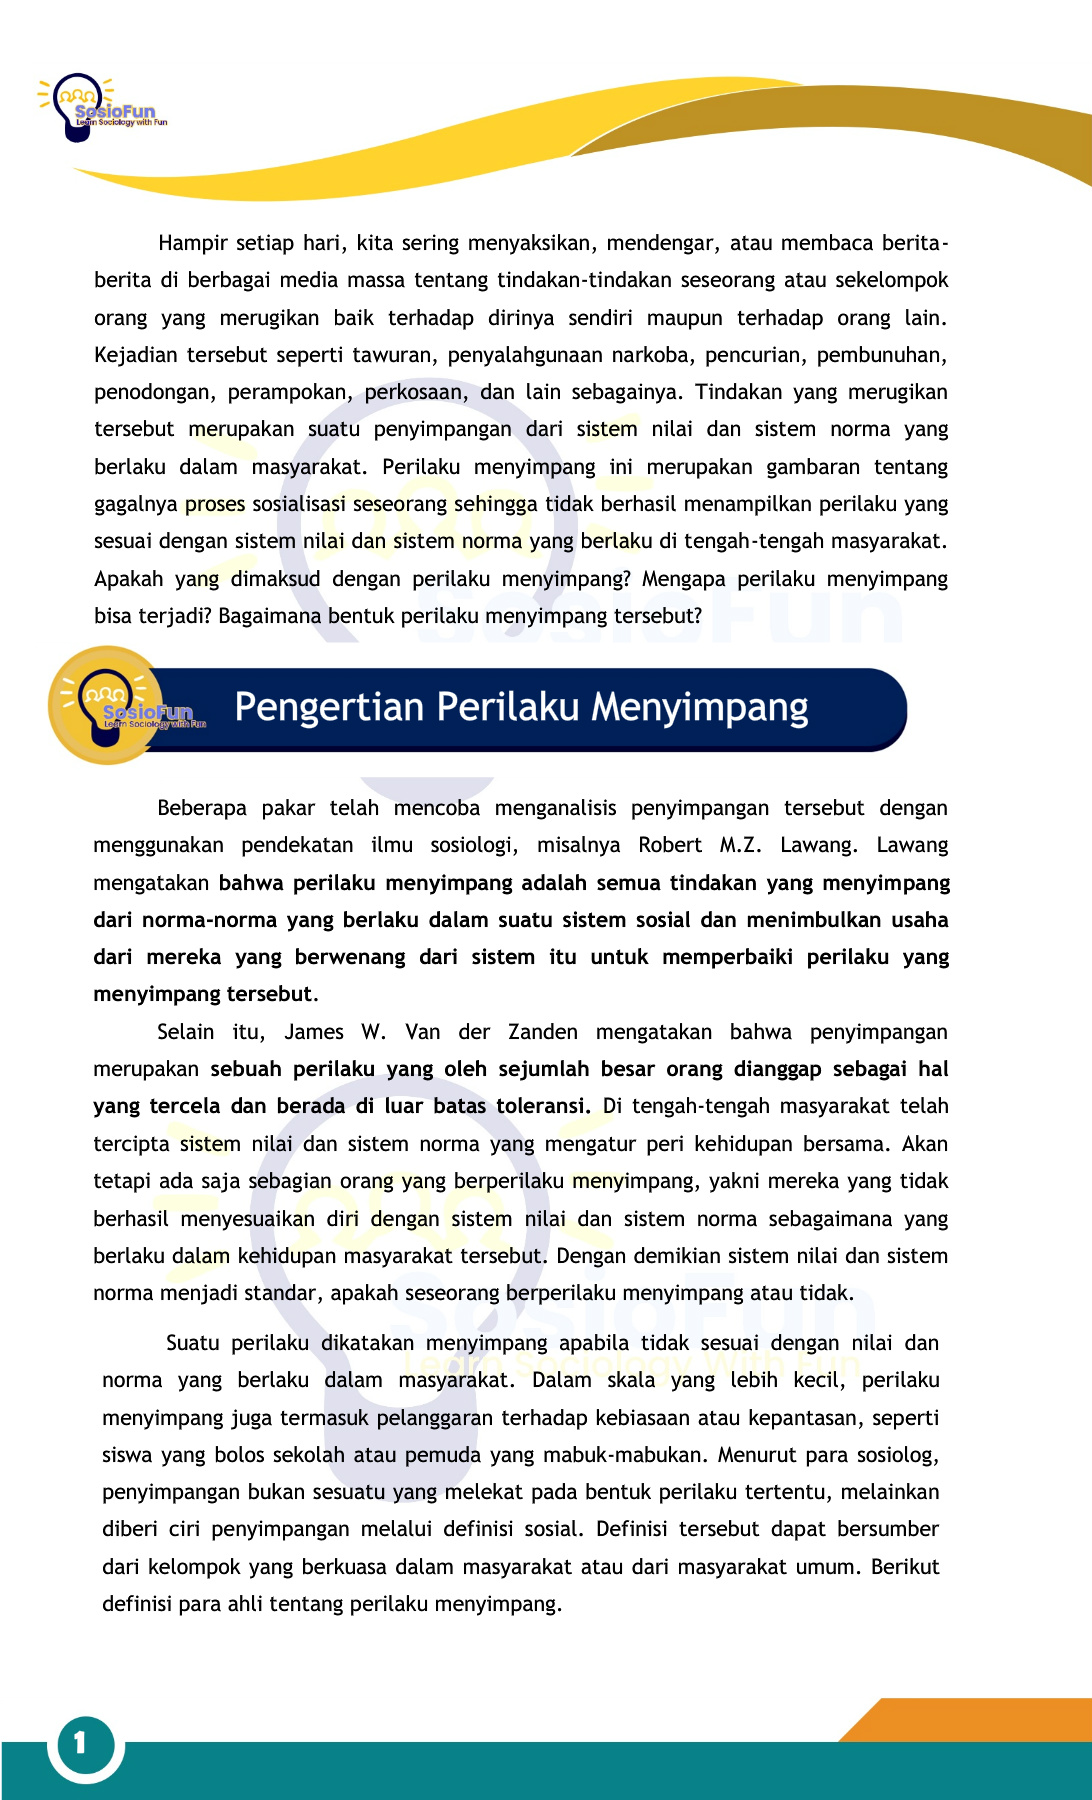 SosioFun
Learn Sociology with Fun
Hampir setiap hari, kita sering menyaksikan, mendengar, atau membaca berita-
berita di berbagai media massa tentang tindakan-tindakan seseorang atau sekelompok
orang yang merugikan baik terhadap dirinya sendiri maupun terhadap orang lain.
Kejadian tersebut seperti tawuran, penyalahgunaan narkoba, pencurian, pembunuhan,
penodongan, perampokan, perkosaan, dan lain sebagainya. Tindakan yang merugikan
tersebut merupakan suatu penyimpangan dari sistem nilai dan sistem norma yang
berlaku dalam masyarakat. Perilaku menyimpang ini merupakan gambaran tentang
gagalnya proses sosialisasi seseorang sehingga tidak berhasil menampilkan perilaku yang
sesuai dengan sistem nilai dan sistem norma yang berlaku di tengah-tengah masyarakat.
Apakah yang dimaksud dengan perilaku menyimpang? Mengapa perilaku menyimpang
bisa terjadi? Bagaimana bentuk perilaku menyimpang tersebut?
SosioFun
SosioFun
Learn Sociology with Fun
Pengertian Perilaku Menyimpang
Beberapa pakar telah mencoba menganalisis penyimpangan tersebut dengan
menggunakan pendekatan ilmu sosiologi, misalnya Robert M.Z. Lawang. Lawang
mengatakan bahwa perilaku menyimpang adalah semua tindakan yang menyimpang
dari norma-norma yang berlaku dalam suatu sistem sosial dan menimbulkan usaha
dari mereka yang berwenang dari sistem itu untuk memperbaiki perilaku yang
menyimpang tersebut.
Selain itu, James W. Van der Zanden mengatakan bahwa penyimpangan
merupakan sebuah perilaku yang oleh sejumlah besar orang dianggap sebagai hal
yang tercela dan berada di luar batas toleransi. Di tengah-tengah masyarakat telah
tercipta sistem nilai dan sistem norma yang mengatur peri kehidupan bersama. Akan
tetapi ada saja sebagian orang yang berperilaku menyimpang, yakni mereka yang tidak
berhasil menyesuaikan diri dengan sistem nilai dan sistem norma sebagaimana yang
berlaku dalam kehidupan masyarakat tersebut. Dengan demikian sistem nilai dan sistem
norma menjadi standar, apakah seseorang berperilaku menyimpang atau tidak.
SosioFun
Learn Sociology With Fun
Suatu perilaku dikatakan menyimpang apabila tidak sesuai dengan nilai dan
norma yang berlaku dalam masyarakat. Dalam skala yang lebih kecil, perilaku
menyimpang juga termasuk pelanggaran terhadap kebiasaan atau kepantasan, seperti
siswa yang bolos sekolah atau pemuda yang mabuk-mabukan. Menurut para sosiolog,
penyimpangan bukan sesuatu yang melekat pada bentuk perilaku tertentu, melainkan
diberi ciri penyimpangan melalui definisi sosial. Definisi tersebut dapat bersumber
dari kelompok yang berkuasa dalam masyarakat atau dari masyarakat umum. Berikut
definisi para ahli tentang perilaku menyimpang.
1